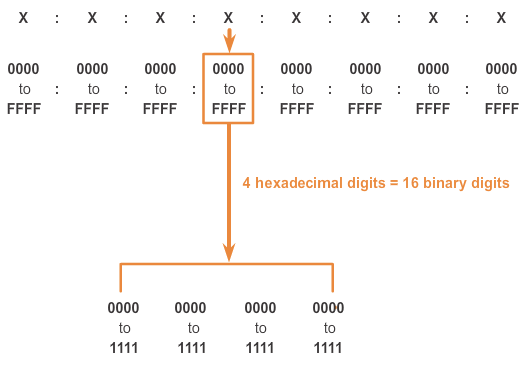 X : X : X : X : X : X : X : X
0000 0000 0000 0000 0000 0000 0000 0000
to : to : to : to : to : to : to : to
FFFF FFFF FFFF FFFF FFFF FFFF FFFF FFFF
4 hexadecimal digits = 16 binary digits
0000 0000 0000 0000
to to to to
1111 1111 1111 1111